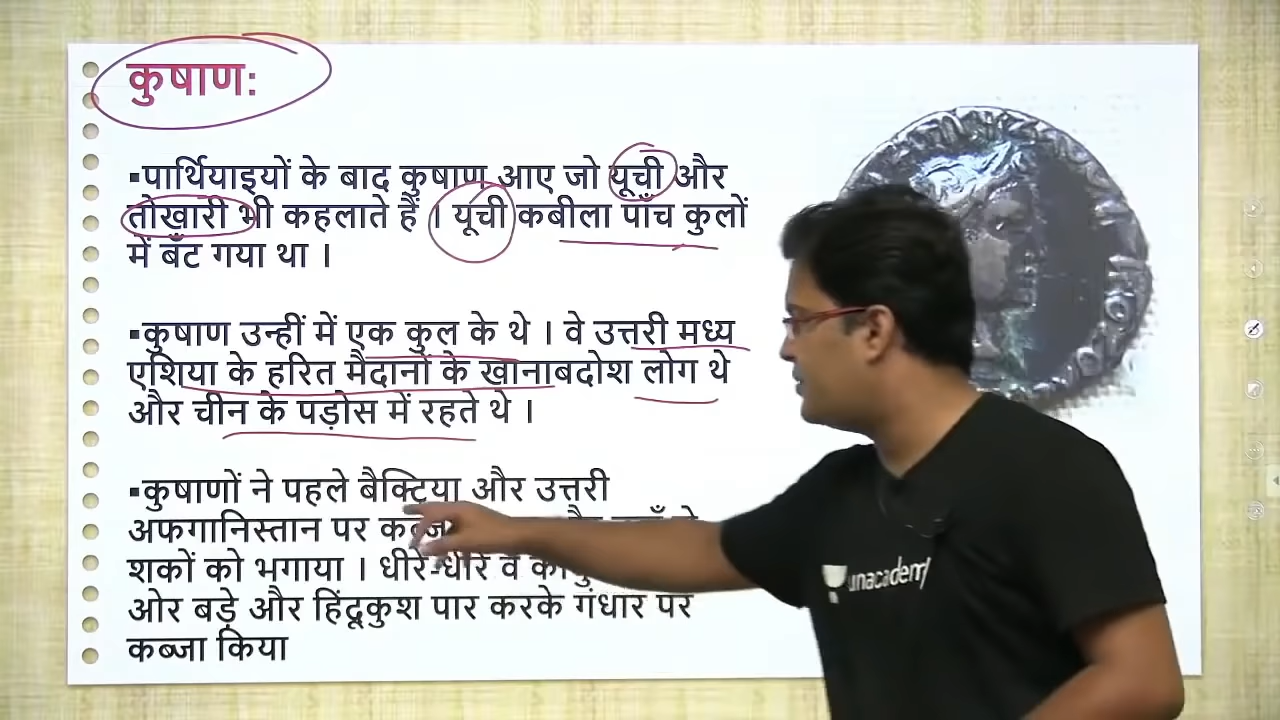 कुषाण:
▪पार्थियाइयों के बाद कुषाण आए जो यूची और
तोखारी भी कहलाते हैं । यूची कबीला पाँच कुलों
में बँट गया था ।
▪कुषाण उन्हीं में एक कुल के थे । वे उत्तरी मध्य
एशिया के हरित मैदानों के खानाबदोश लोग थे
और चीन के पड़ोस में रहते थे ।
▪कुषाणों ने पहले बैक्ट्रिया और उत्तरी
अफगानिस्तान पर
शकों को भगाया । धीरे-धीरे वे
ओर बड़े और हिंदूकुश पार करके गंधार पर
कब्जा किया
unacademy